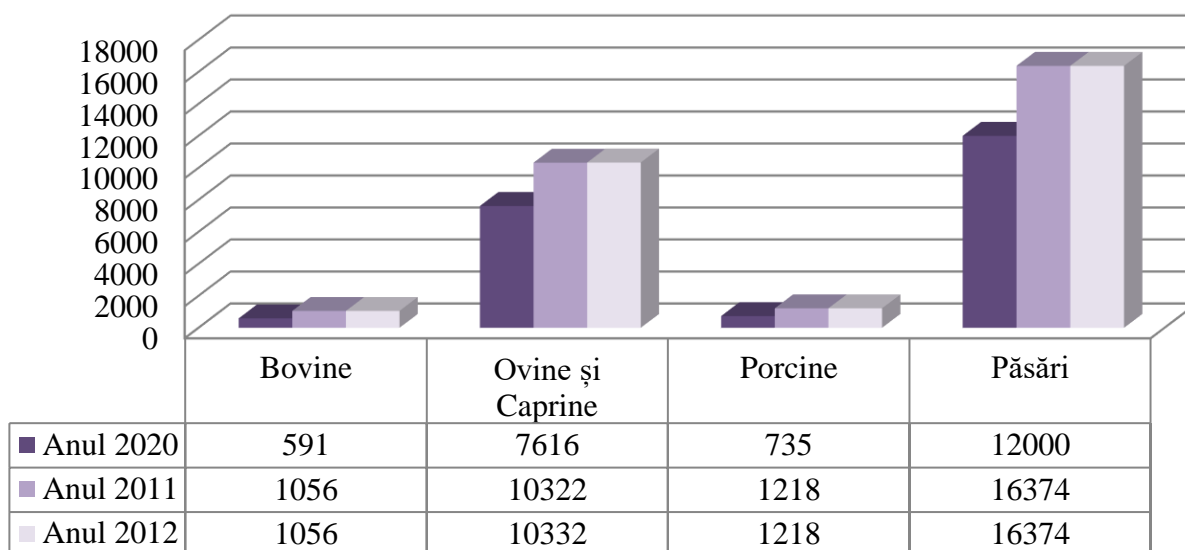 18000
16000
14000
12000
10000
8000
6000
4000
2000
0
Bovine Ovine și Caprine Porcine Păsări
Anul 2020 591 7616 735 12000
Anul 2011 1056 10322 1218 16374
Anul 2012 1056 10332 1218 16374